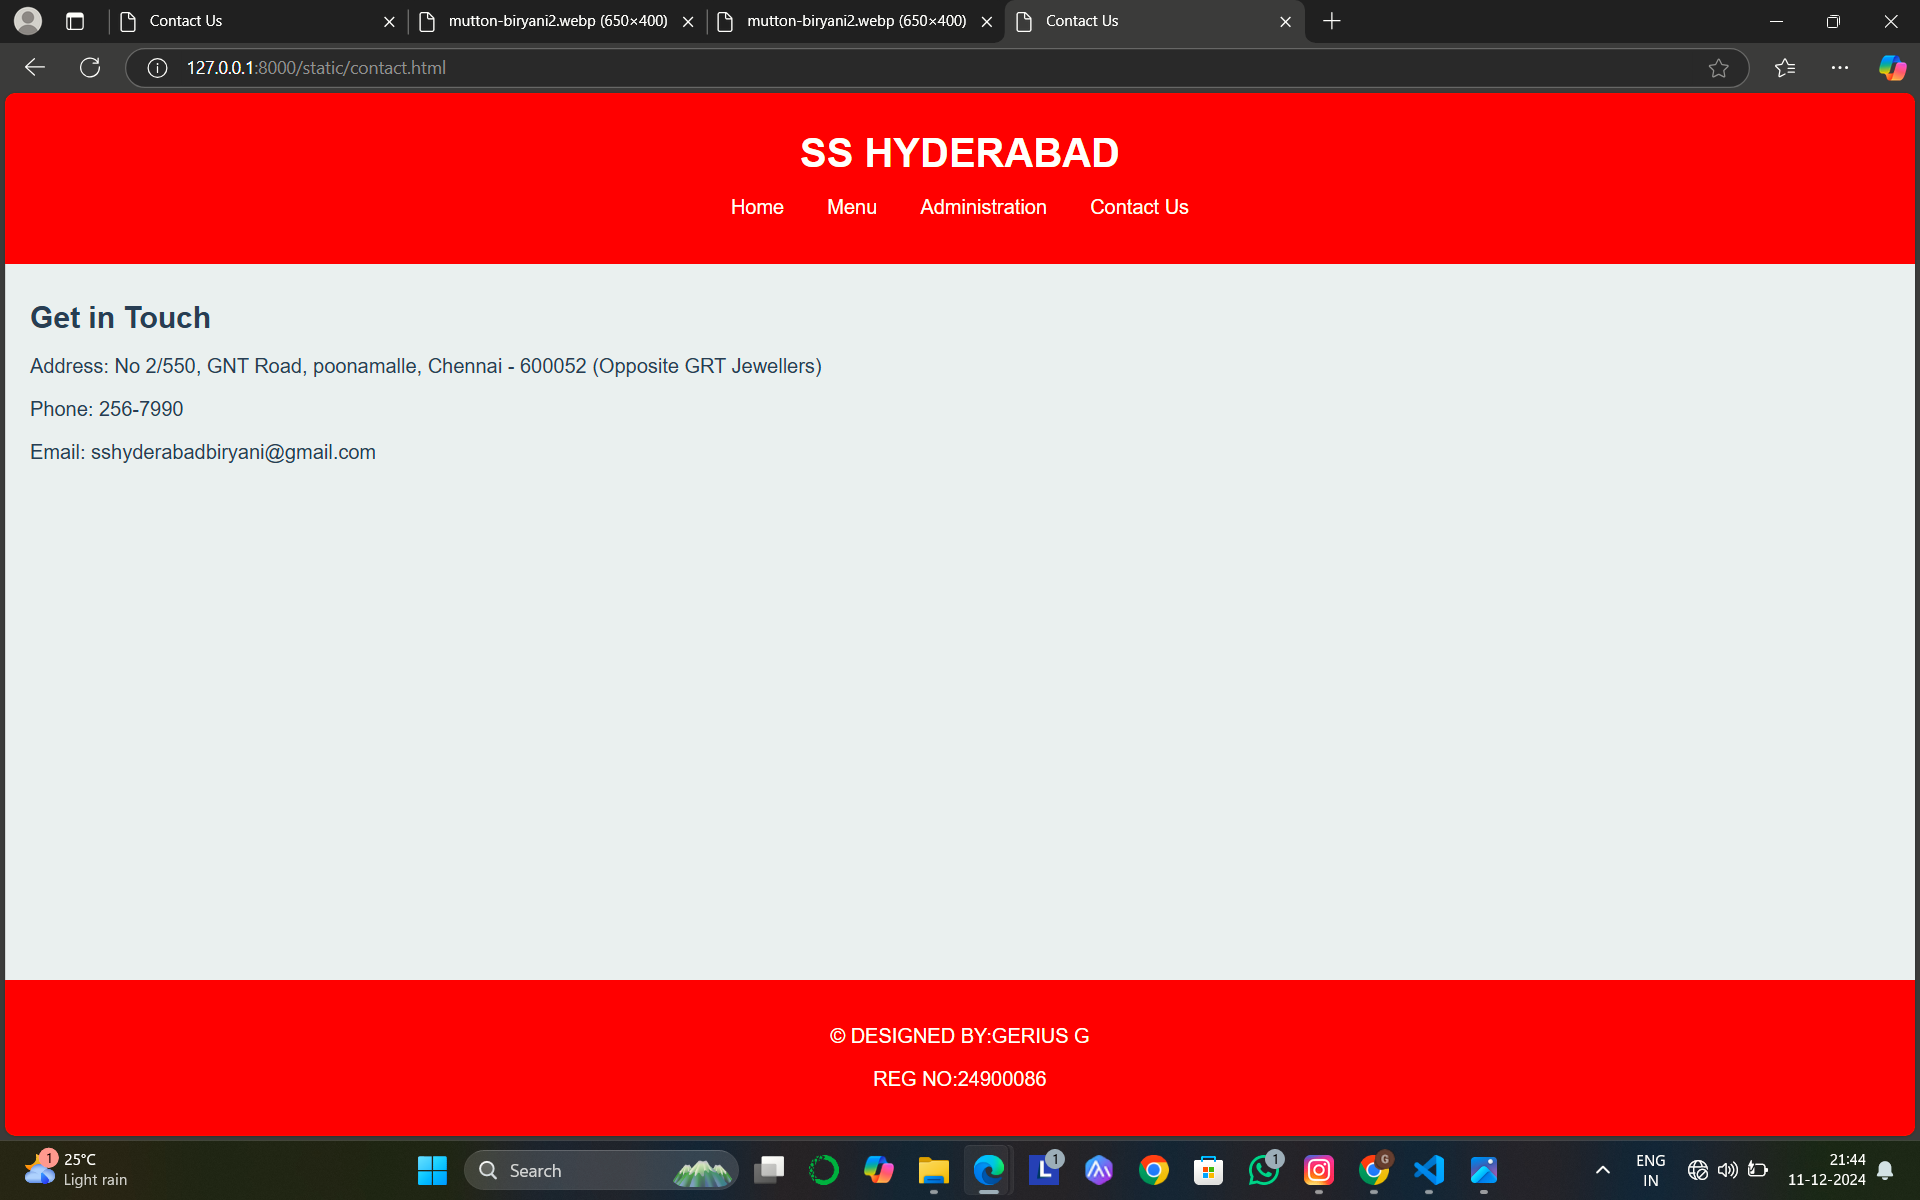 Contact Us
mutton-biryani2.webp (650×400)
mutton-biryani2.webp (650×400)
Contact Us
127.0.0.1:8000/static/contact.html
SS HYDERABAD
Home Menu Administration Contact Us
Get in Touch
Address: No 2/550, GNT Road, poonamalle, Chennai - 600052 (Opposite GRT Jewellers)
Phone: 256-7990
Email: sshyderabadbiryani@gmail.com
© DESIGNED BY:GERIUS G
REG NO:24900086
1
25°C
Light rain
Search
L 1
1
G
ENG
IN
21:44
11-12-2024